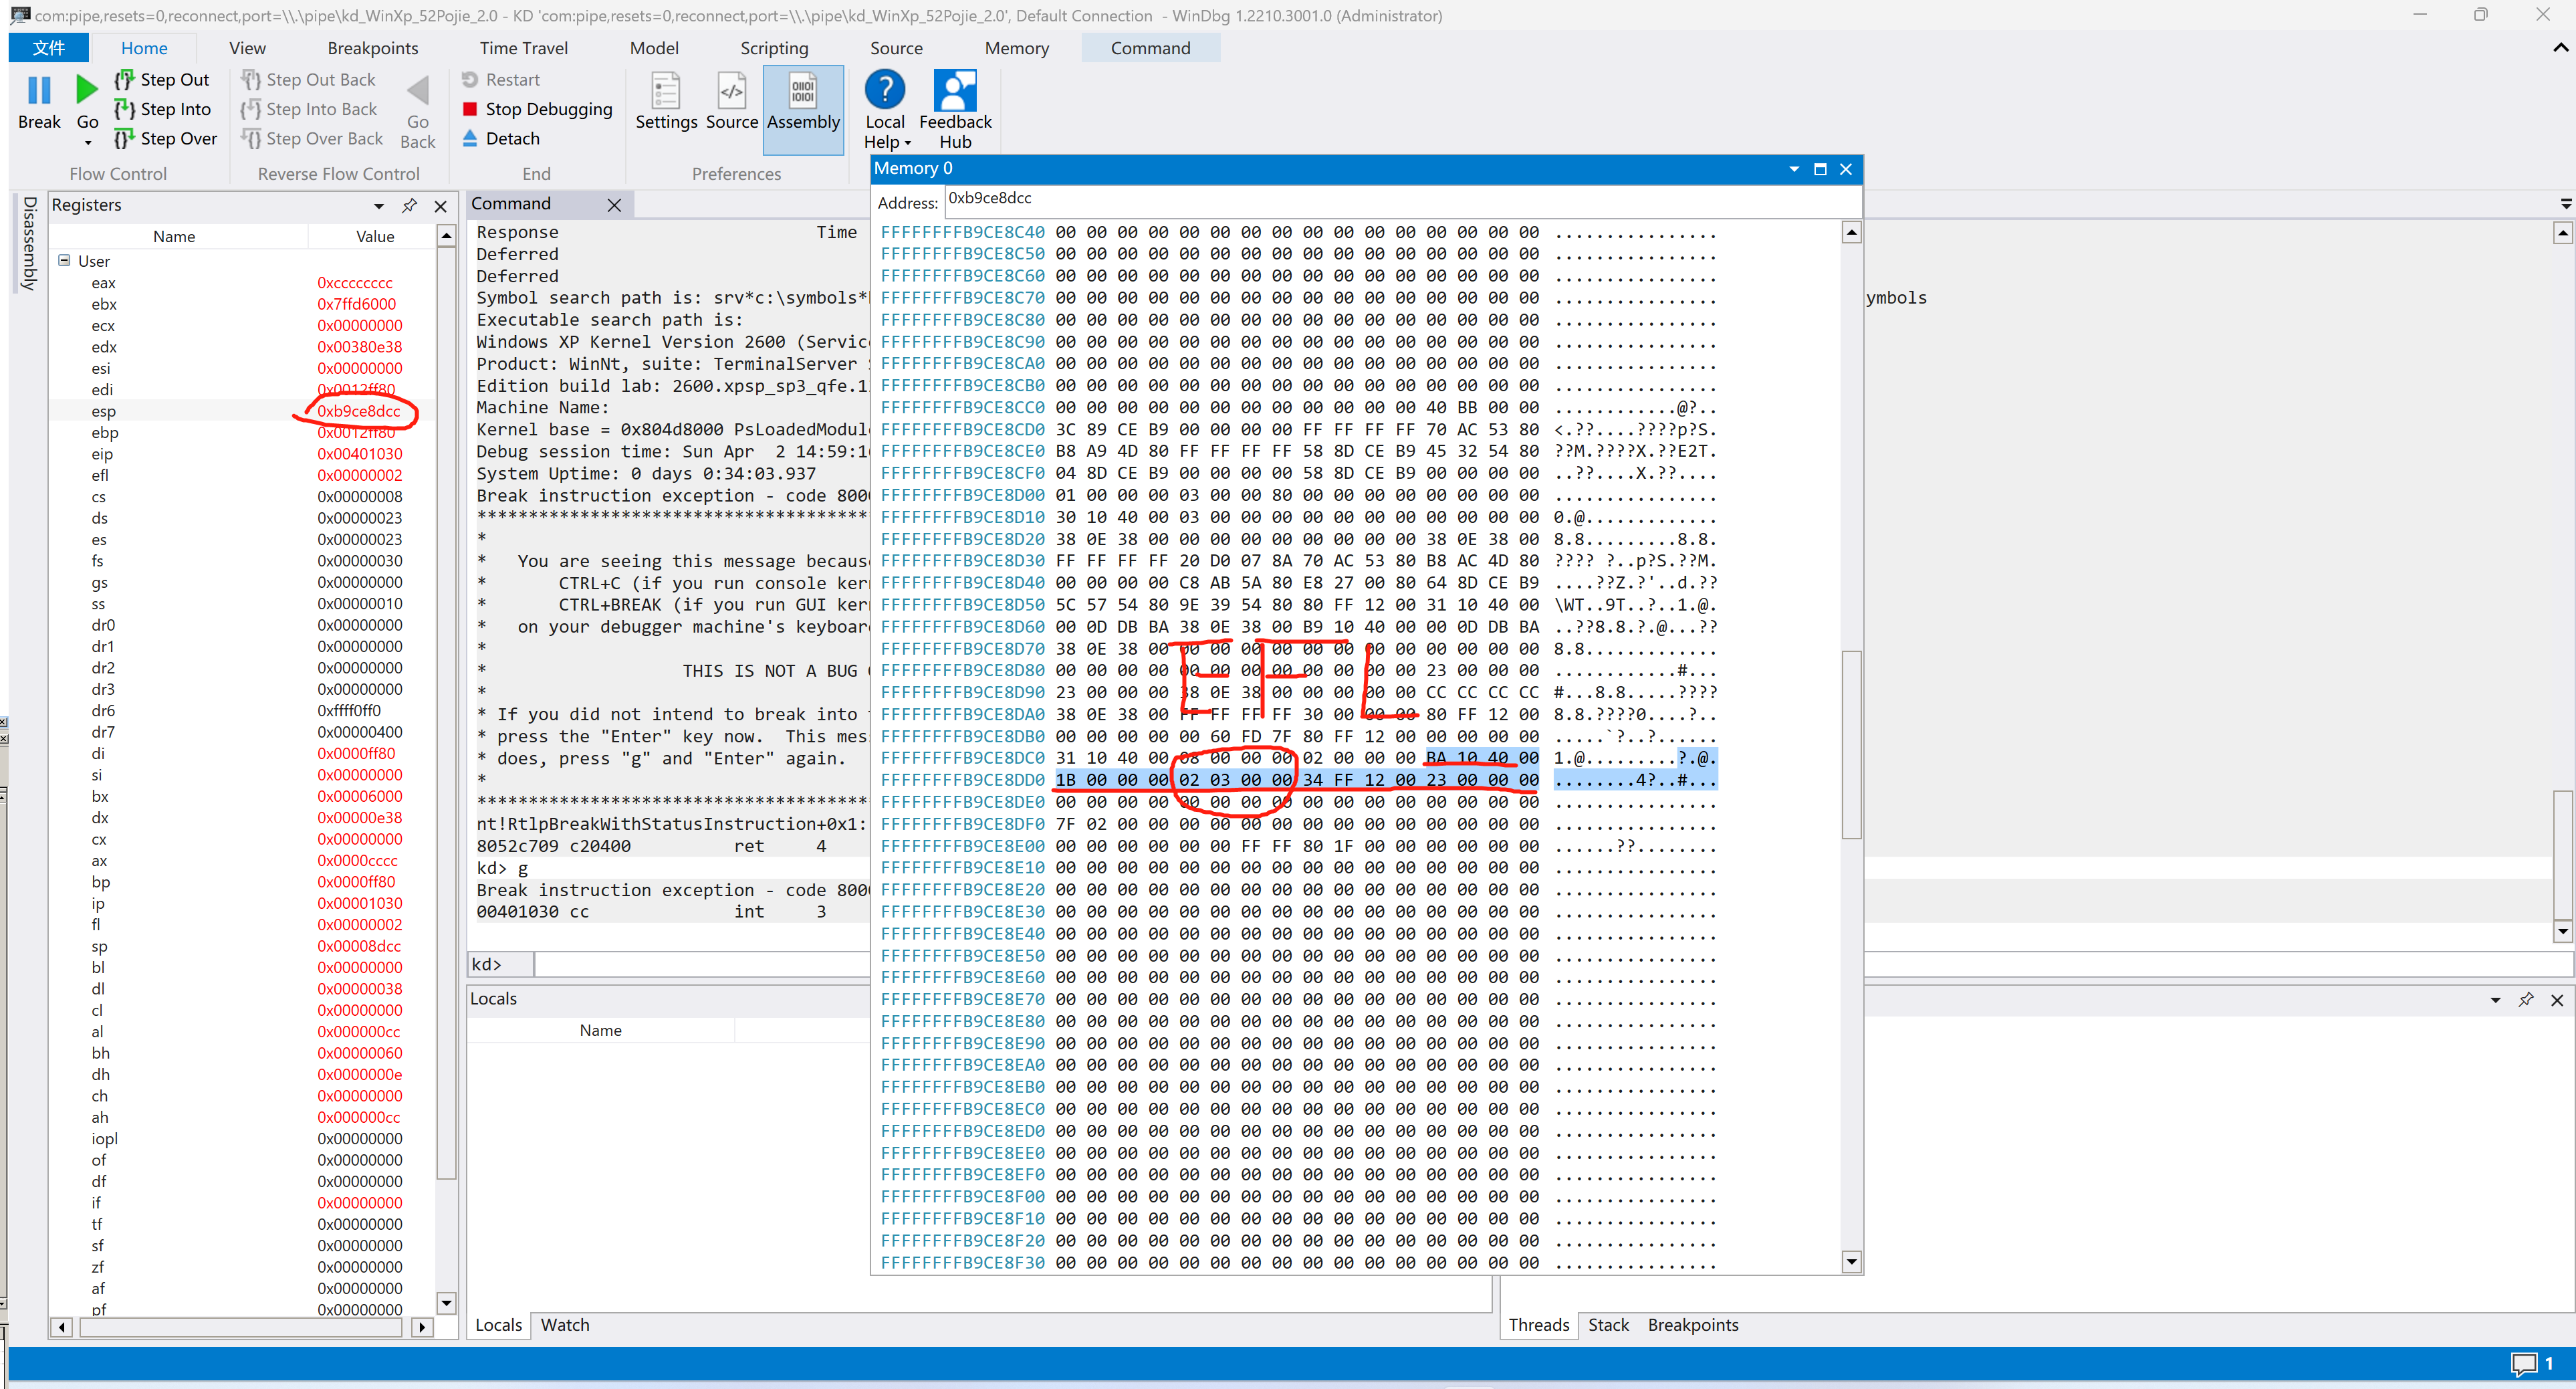 com:pipe,resets=0,reconnect,port=\\.\pipe\kd_WinXp_52Pojie_2.0 - KD 'com:pipe,resets=0,reconnect,port=\\.\pipe\kd_WinXp_52Pojie_2.0', Default Connection - WinDbg 1.2210.3001.0 (Administrator)
文件 Home View Breakpoints Time Travel Model Scripting Source Memory Command
Break Go Step Out Step Into Step Over
Step Out Back Step Into Back Step Over Back Go Back
Restart Stop Debugging Detach
Settings Source Assembly Local Help Feedback Hub
Flow Control Reverse Flow Control End Preferences
Disassembly
Registers
Name Value
User
eax 0xcccccccc
ebx 0x7ffd6000
ecx 0x00000000
edx 0x00380e38
esi 0x00000000
edi 0x0012ff80
esp 0xb9ce8dcc
ebp 0x0012ff80
eip 0x00401030
efl 0x00000002
cs 0x00000008
ds 0x00000023
es 0x00000023
fs 0x00000030
gs 0x00000000
ss 0x00000010
dr0 0x00000000
dr1 0x00000000
dr2 0x00000000
dr3 0x00000000
dr6 0xffff0ff0
dr7 0x00000400
di 0x0000ff80
si 0x00000000
bx 0x00006000
dx 0x00000e38
cx 0x00000000
ax 0x0000cccc
bp 0x0000ff80
ip 0x00001030
fl 0x00000002
sp 0x00008dcc
bl 0x00000000
dl 0x00000038
cl 0x00000000
al 0x000000cc
bh 0x00000060
dh 0x0000000e
ch 0x00000000
ah 0x000000cc
iopl 0x00000000
of 0x00000000
df 0x00000000
if 0x00000000
tf 0x00000000
sf 0x00000000
zf 0x00000000
af 0x00000000
pf 0x00000000
Command
Response Time
Deferred
Deferred
Symbol search path is: srv*c:\symbols*
ymbols
Executable search path is:
Windows XP Kernel Version 2600 (Servic
Product: WinNt, suite: TerminalServer
Edition build lab: 2600.xpsp_sp3_qfe.1
Machine Name:
Kernel base = 0x804d8000 PsLoadedModul
Debug session time: Sun Apr 2 14:59:1
System Uptime: 0 days 0:34:03.937
Break instruction exception - code 800
**************************************
*
* You are seeing this message becaus
* CTRL+C (if you run console ker
* CTRL+BREAK (if you run GUI ker
* on your debugger machine's keyboar
*
* THIS IS NOT A BUG
*
* If you did not intend to break into
* press the "Enter" key now. This mes
* does, press "g" and "Enter" again.
*
**************************************
nt!RtlpBreakWithStatusInstruction+0x1:
8052c709 c20400 ret 4
kd> g
Break instruction exception - code 800
00401030 cc int 3
kd>
Memory 0
Address: 0xb9ce8dcc
FFFFFFFFB9CE8C40 00 00 00 00 00 00 00 00 00 00 00 00 00 00 00 00 ................
FFFFFFFFB9CE8C50 00 00 00 00 00 00 00 00 00 00 00 00 00 00 00 00 ................
FFFFFFFFB9CE8C60 00 00 00 00 00 00 00 00 00 00 00 00 00 00 00 00 ................
FFFFFFFFB9CE8C70 00 00 00 00 00 00 00 00 00 00 00 00 00 00 00 00 ................
FFFFFFFFB9CE8C80 00 00 00 00 00 00 00 00 00 00 00 00 00 00 00 00 ................
FFFFFFFFB9CE8C90 00 00 00 00 00 00 00 00 00 00 00 00 00 00 00 00 ................
FFFFFFFFB9CE8CA0 00 00 00 00 00 00 00 00 00 00 00 00 00 00 00 00 ................
FFFFFFFFB9CE8CB0 00 00 00 00 00 00 00 00 00 00 00 00 00 00 00 00 ................
FFFFFFFFB9CE8CC0 00 00 00 00 00 00 00 00 00 00 00 00 40 BB 00 00 ............@?..
FFFFFFFFB9CE8CD0 3C 89 CE B9 00 00 00 00 FF FF FF FF 70 AC 53 80 <.??....????p?S.
FFFFFFFFB9CE8CE0 B8 A9 4D 80 FF FF FF FF 58 8D CE B9 45 32 54 80 ??M.????X.??E2T.
FFFFFFFFB9CE8CF0 04 8D CE B9 00 00 00 00 58 8D CE B9 00 00 00 00 ..??....X.??....
FFFFFFFFB9CE8D00 01 00 00 00 03 00 00 80 00 00 00 00 00 00 00 00 ................
FFFFFFFFB9CE8D10 30 10 40 00 03 00 00 00 00 00 00 00 00 00 00 00 0.@.............
FFFFFFFFB9CE8D20 38 0E 38 00 00 00 00 00 00 00 00 00 38 0E 38 00 8.8.........8.8.
FFFFFFFFB9CE8D30 FF FF FF FF 20 D0 07 8A 70 AC 53 80 B8 AC 4D 80 ???? ?..p?S.??M.
FFFFFFFFB9CE8D40 00 00 00 00 C8 AB 5A 80 E8 27 00 80 64 8D CE B9 ....??Z.?'..d.??
FFFFFFFFB9CE8D50 5C 57 54 80 9E 39 54 80 80 FF 12 00 31 10 40 00 \WT..9T..?..1.@.
FFFFFFFFB9CE8D60 00 0D DB BA 38 0E 38 00 B9 10 40 00 00 0D DB BA ..??8.8.?.@...??
FFFFFFFFB9CE8D70 38 0E 38 00 00 00 00 00 00 00 00 00 00 00 00 00 8.8.............
FFFFFFFFB9CE8D80 00 00 00 00 00 00 00 00 00 00 00 00 23 00 00 00 ............#...
FFFFFFFFB9CE8D90 23 00 00 00 38 0E 38 00 00 00 00 00 CC CC CC CC #...8.8.....????
FFFFFFFFB9CE8DA0 38 0E 38 00 FF FF FF FF 30 00 00 00 80 FF 12 00 8.8.????0....?..
FFFFFFFFB9CE8DB0 00 00 00 00 00 60 FD 7F 80 FF 12 00 00 00 00 00 .....`?..?......
FFFFFFFFB9CE8DC0 31 10 40 00 08 00 00 00 02 00 00 00 BA 10 40 00 1.@.........?.@.
FFFFFFFFB9CE8DD0 1B 00 00 00 02 03 00 00 34 FF 12 00 23 00 00 00 ........4?..#...
FFFFFFFFB9CE8DE0 00 00 00 00 00 00 00 00 00 00 00 00 00 00 00 00 ................
FFFFFFFFB9CE8DF0 7F 02 00 00 00 00 00 00 00 00 00 00 00 00 00 00 ................
FFFFFFFFB9CE8E00 00 00 00 00 00 00 FF FF 80 1F 00 00 00 00 00 00 ......??........
FFFFFFFFB9CE8E10 00 00 00 00 00 00 00 00 00 00 00 00 00 00 00 00 ................
FFFFFFFFB9CE8E20 00 00 00 00 00 00 00 00 00 00 00 00 00 00 00 00 ................
FFFFFFFFB9CE8E30 00 00 00 00 00 00 00 00 00 00 00 00 00 00 00 00 ................
FFFFFFFFB9CE8E40 00 00 00 00 00 00 00 00 00 00 00 00 00 00 00 00 ................
FFFFFFFFB9CE8E50 00 00 00 00 00 00 00 00 00 00 00 00 00 00 00 00 ................
FFFFFFFFB9CE8E60 00 00 00 00 00 00 00 00 00 00 00 00 00 00 00 00 ................
FFFFFFFFB9CE8E70 00 00 00 00 00 00 00 00 00 00 00 00 00 00 00 00 ................
FFFFFFFFB9CE8E80 00 00 00 00 00 00 00 00 00 00 00 00 00 00 00 00 ................
FFFFFFFFB9CE8E90 00 00 00 00 00 00 00 00 00 00 00 00 00 00 00 00 ................
FFFFFFFFB9CE8EA0 00 00 00 00 00 00 00 00 00 00 00 00 00 00 00 00 ................
FFFFFFFFB9CE8EB0 00 00 00 00 00 00 00 00 00 00 00 00 00 00 00 00 ................
FFFFFFFFB9CE8EC0 00 00 00 00 00 00 00 00 00 00 00 00 00 00 00 00 ................
FFFFFFFFB9CE8ED0 00 00 00 00 00 00 00 00 00 00 00 00 00 00 00 00 ................
FFFFFFFFB9CE8EE0 00 00 00 00 00 00 00 00 00 00 00 00 00 00 00 00 ................
FFFFFFFFB9CE8EF0 00 00 00 00 00 00 00 00 00 00 00 00 00 00 00 00 ................
FFFFFFFFB9CE8F00 00 00 00 00 00 00 00 00 00 00 00 00 00 00 00 00 ................
FFFFFFFFB9CE8F10 00 00 00 00 00 00 00 00 00 00 00 00 00 00 00 00 ................
FFFFFFFFB9CE8F20 00 00 00 00 00 00 00 00 00 00 00 00 00 00 00 00 ................
FFFFFFFFB9CE8F30 00 00 00 00 00 00 00 00 00 00 00 00 00 00 00 00 ................
Locals
Name
Locals Watch
Threads Stack Breakpoints
1